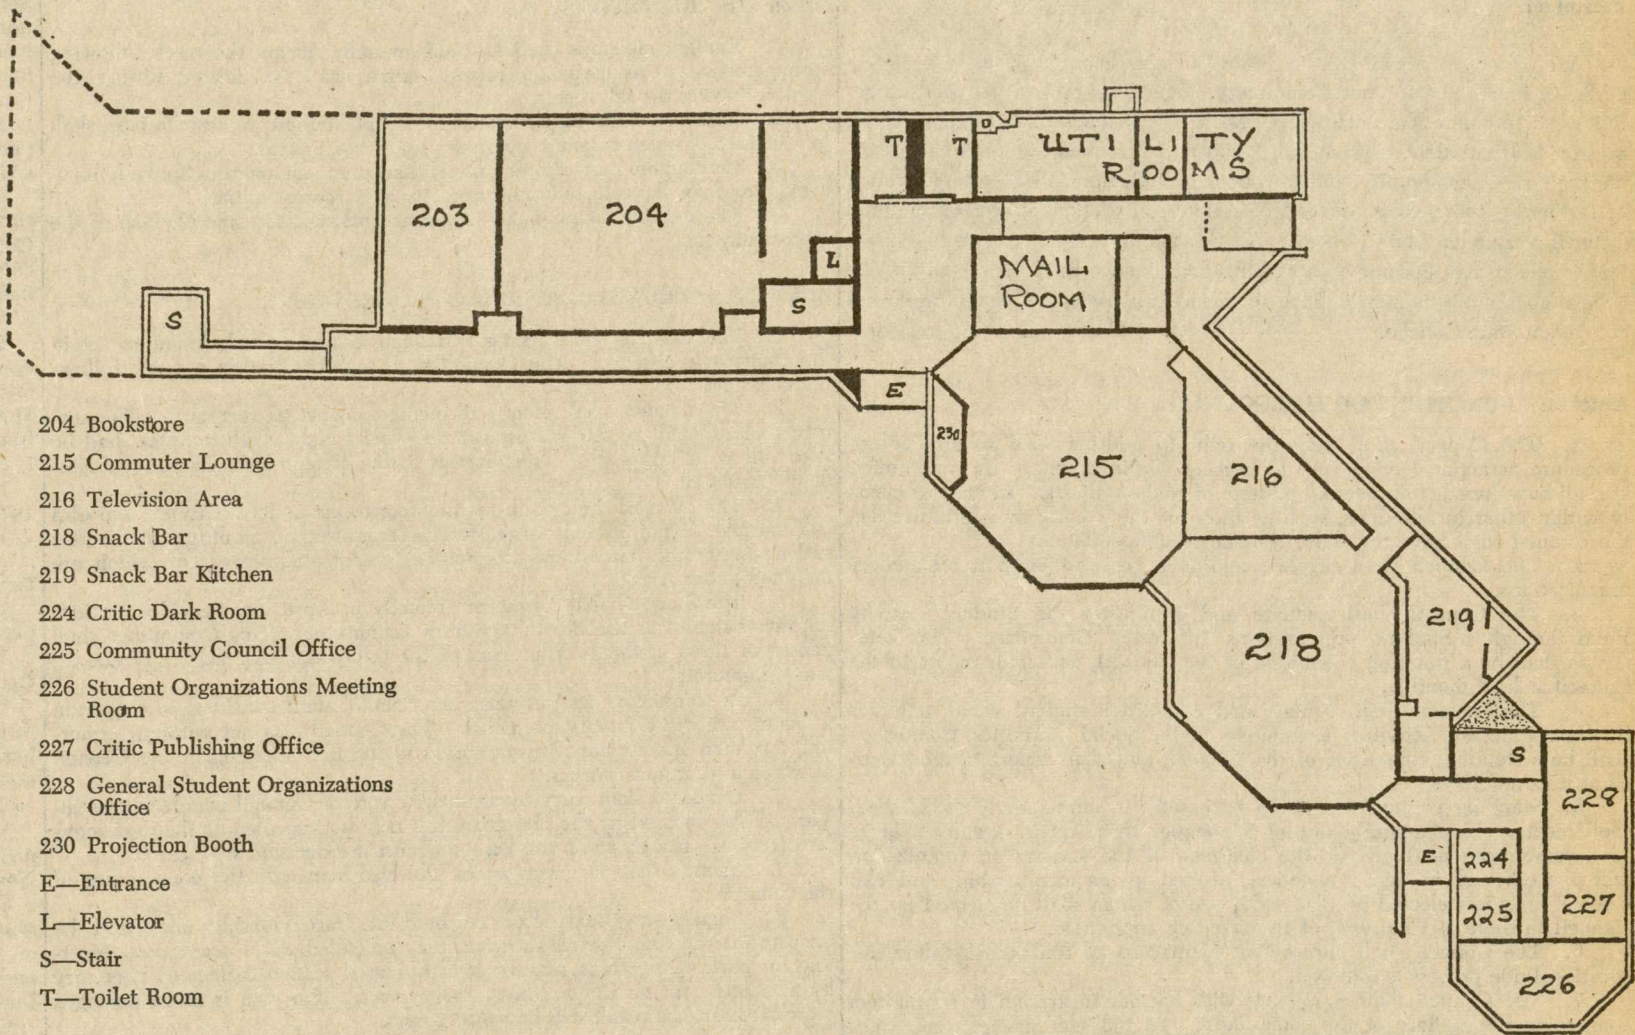 T
T
UTILITY
ROOMS
203
204
L
MAIL
ROOM
S
S
E
230
215
216
219
218
S
228
E
224
227
225
226
204 Bookstore
215 Commuter Lounge
216 Television Area
218 Snack Bar
219 Snack Bar Kitchen
224 Critic Dark Room
225 Community Council Office
226 Student Organizations Meeting
Room
227 Critic Publishing Office
228 General Student Organizations
Office
230 Projection Booth
E—Entrance
L—Elevator
S—Stair
T—Toilet Room